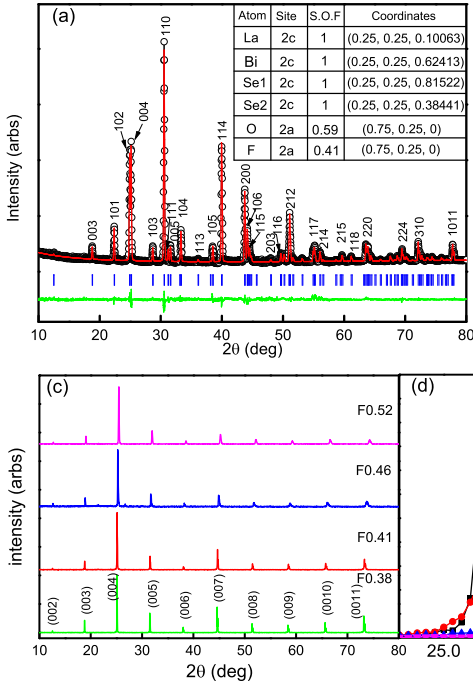 (a)
Atom Site S.O.F Coordinates
La 2c 1 (0.25, 0.25, 0.10063)
Bi 2c 1 (0.25, 0.25, 0.62413)
Se1 2c 1 (0.25, 0.25, 0.81522)
Se2 2c 1 (0.25, 0.25, 0.38441)
O 2a 0.59 (0.75, 0.25, 0)
F 2a 0.41 (0.75, 0.25, 0)
Intensity (arbs)
003
101
102
004
103
110
111
005
104
113
105
114
200
106
115
203
116
212
117
214
215
118
220
224
310
1011
10 20 30 40 50 60 70 80
2θ (deg)
(c)
intensity (arbs)
F0.52
F0.46
F0.41
F0.38
(002)
(003)
(004)
(005)
(006)
(007)
(008)
(009)
(0010)
(0011)
10 20 30 40 50 60 70 80
2θ (deg)
(d)
25.0